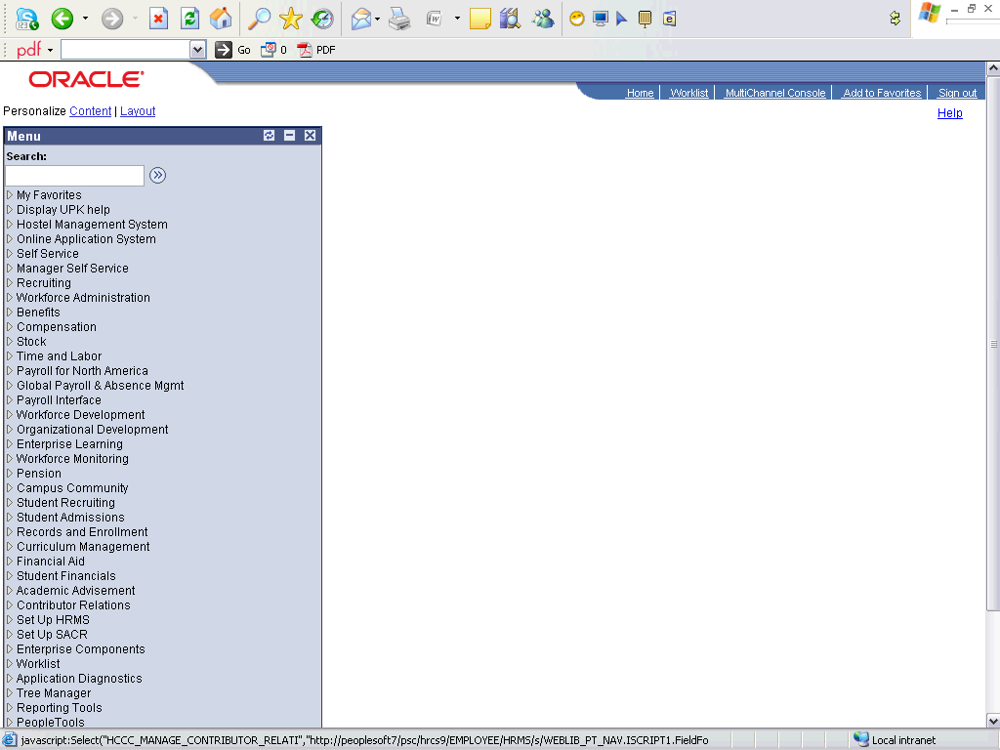 pdf Go 0 PDF
ORACLE
Home | Worklist | MultiChannel Console | Add to Favorites | Sign out
Personalize Content | Layout
Help
Menu
Search:
My Favorites
Display UPK help
Hostel Management System
Online Application System
Self Service
Manager Self Service
Recruiting
Workforce Administration
Benefits
Compensation
Stock
Time and Labor
Payroll for North America
Global Payroll & Absence Mgmt
Payroll Interface
Workforce Development
Organizational Development
Enterprise Learning
Workforce Monitoring
Pension
Campus Community
Student Recruiting
Student Admissions
Records and Enrollment
Curriculum Management
Financial Aid
Student Financials
Academic Advisement
Contributor Relations
Set Up HRMS
Set Up SACR
Enterprise Components
Worklist
Application Diagnostics
Tree Manager
Reporting Tools
PeopleTools
javascript:Select("HCCC_MANAGE_CONTRIBUTOR_RELATI","http://peoplesoft7/psc/hrcs9/EMPLOYEE/HRMS/s/WEBLIB_PT_NAV.ISCRIPT1.FieldFo Local intranet